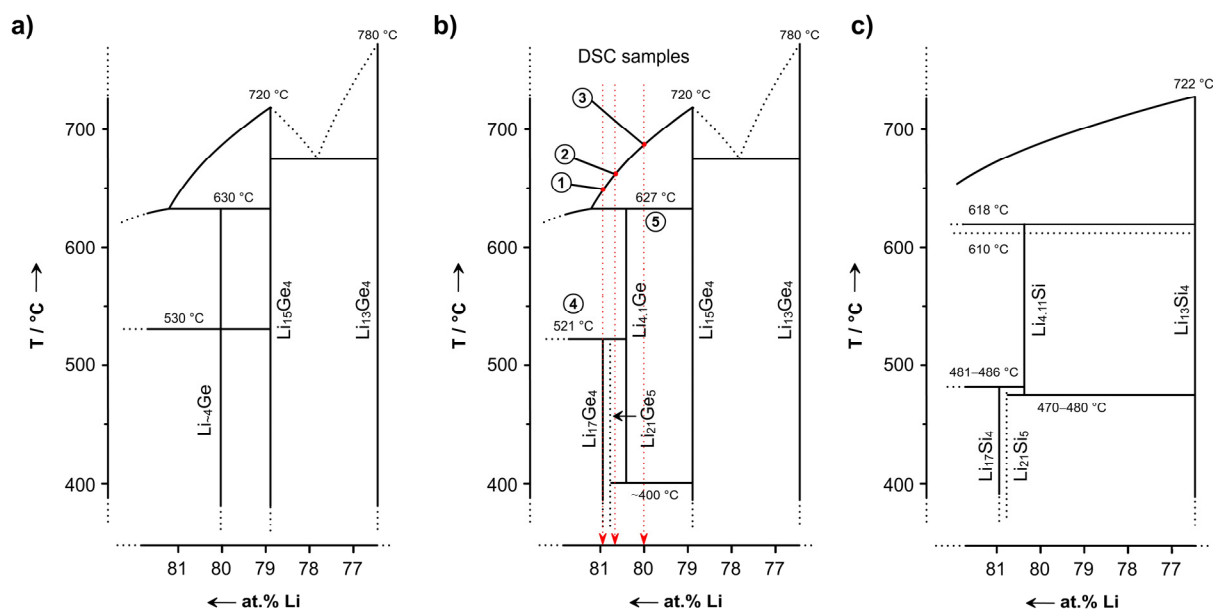 a)
780 °C
720 °C
700
630 °C
600
530 °C
500
400
T / °C →
Li~4Ge
Li15Ge4
Li13Ge4
81 80 79 78 77
← at.% Li
b)
DSC samples
780 °C
3
720 °C
700
2
1
627 °C
5
600
4
521 °C
500
400
T / °C →
Li17Ge4
Li21Ge5
Li4.1Ge
Li15Ge4
Li13Ge4
~400 °C
81 80 79 78 77
← at.% Li
c)
722 °C
700
618 °C
610 °C
600
500
481–486 °C
470–480 °C
400
T / °C →
Li17Si4
Li21Si5
Li4.11Si
Li13Si4
81 80 79 78 77
← at.% Li